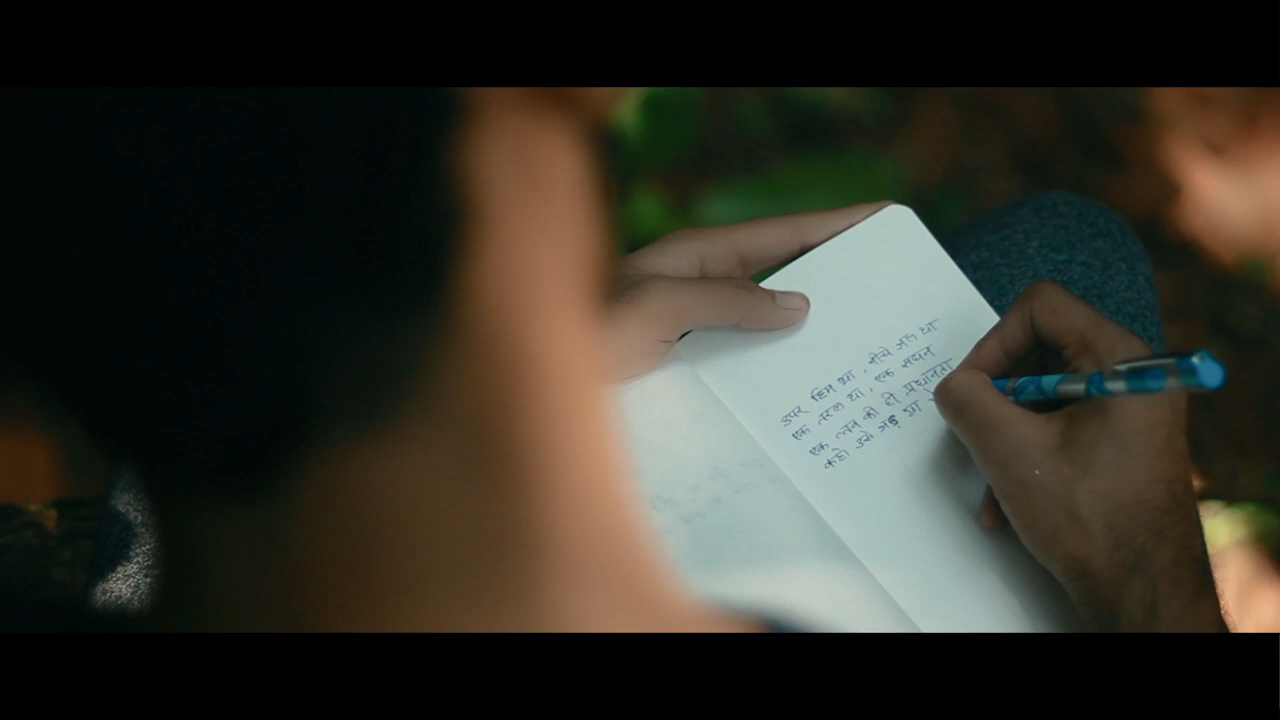 ऊपर हिम था, नीचे जल था
एक तरल था, एक सघन
एक तत्व की ही प्रधानता
कहो उसे जड़ या